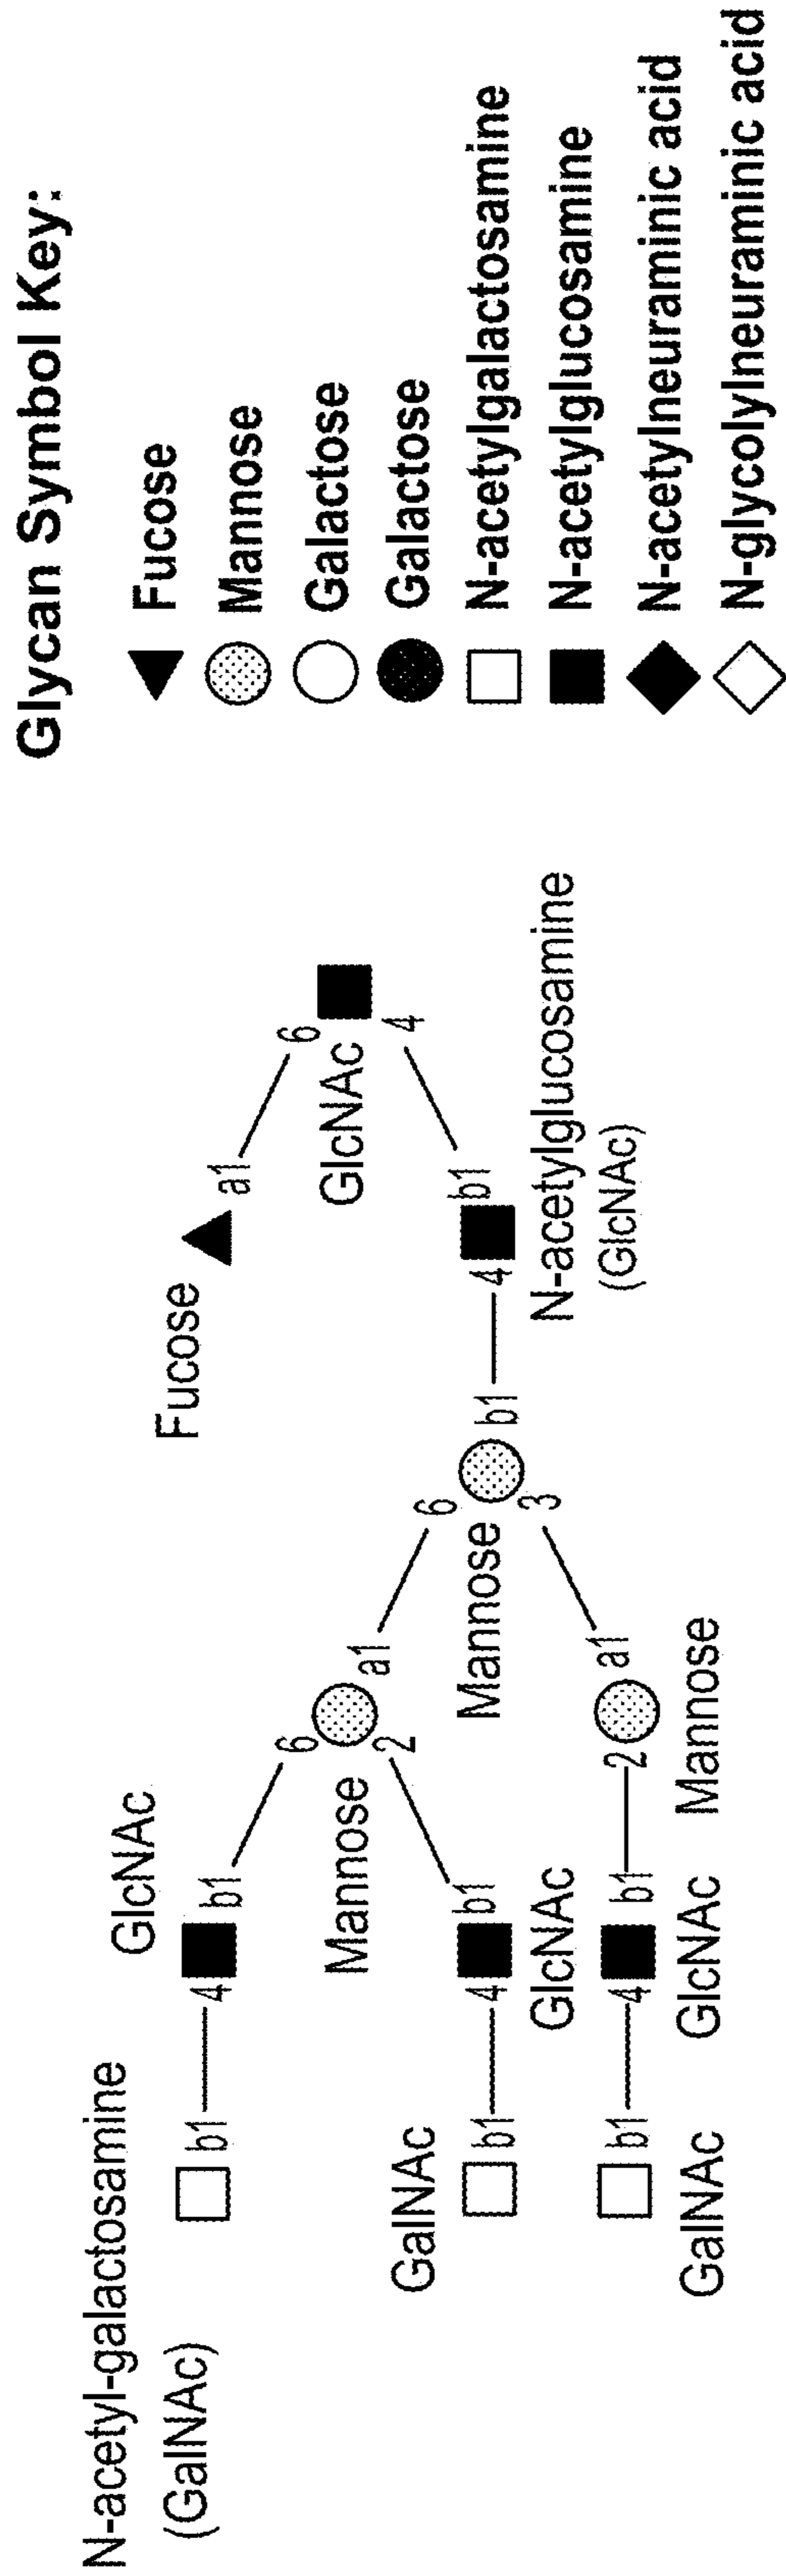 N-acetyl-galactosamine
(GalNAc)
b1
4
GlcNAc
b1
6
Mannose
2
a1
GalNAc
b1
4
GlcNAc
b1
GalNAc
b1
4
GlcNAc
b1
2
Mannose
a1
6
Mannose
3
b1
4
N-acetylglucosamine
(GlcNAc)
b1
Fucose
a1
6
GlcNAc
4
Glycan Symbol Key:
Fucose
Mannose
Galactose
Galactose
N-acetylgalactosamine
N-acetylglucosamine
N-acetylneuraminic acid
N-glycolylneuraminic acid